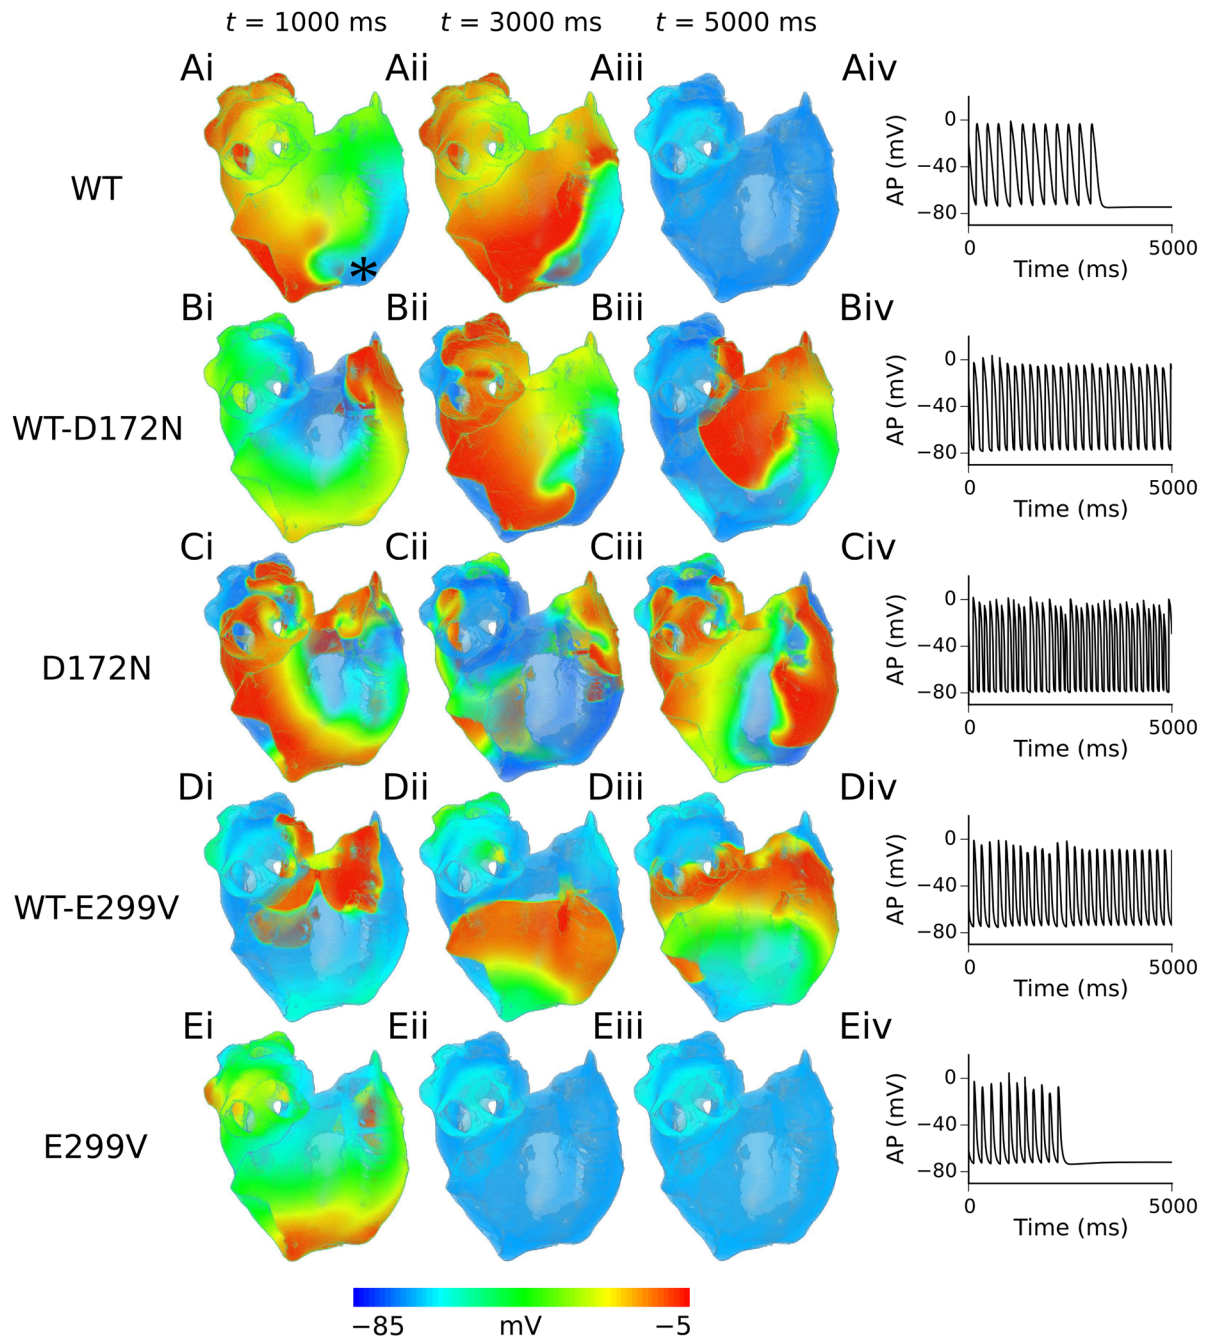 t = 1000 ms t = 3000 ms t = 5000 ms
Ai Aii Aiii Aiv
WT
*
0
−40
−80
AP (mV)
0 5000
Time (ms)
Bi Bii Biii Biv
WT-D172N
0
−40
−80
AP (mV)
0 5000
Time (ms)
Ci Cii Ciii Civ
D172N
0
−40
−80
AP (mV)
0 5000
Time (ms)
Di Dii Diii Div
WT-E299V
0
−40
−80
AP (mV)
0 5000
Time (ms)
Ei Eii Eiii Eiv
E299V
0
−40
−80
AP (mV)
0 5000
Time (ms)
−85 mV −5